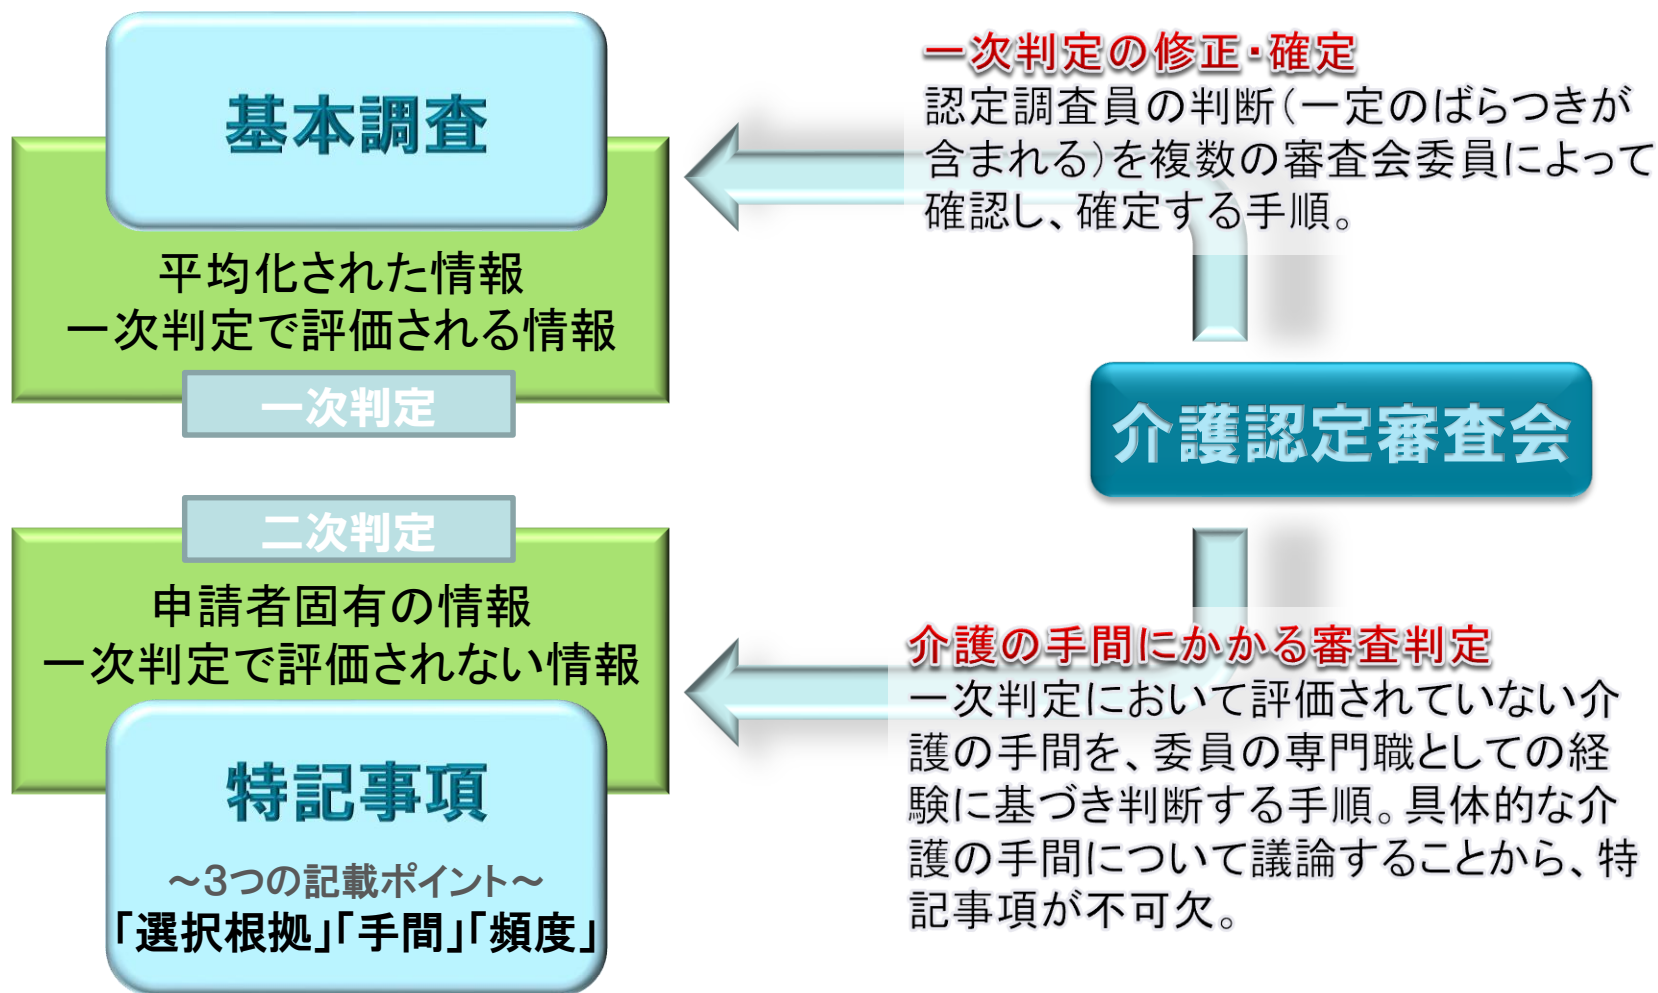 基本調査
平均化された情報
一次判定で評価される情報
一次判定
二次判定
申請者固有の情報
一次判定で評価されない情報
特記事項
～3つの記載ポイント～
「選択根拠」「手間」「頻度」
一次判定の修正・確定
認定調査員の判断(一定のばらつきが
含まれる)を複数の審査会委員によって
確認し、確定する手順。
介護認定審査会
介護の手間にかかる審査判定
一次判定において評価されていない介
護の手間を、委員の専門職としての経
験に基づき判断する手順。具体的な介
護の手間について議論することから、特
記事項が不可欠。